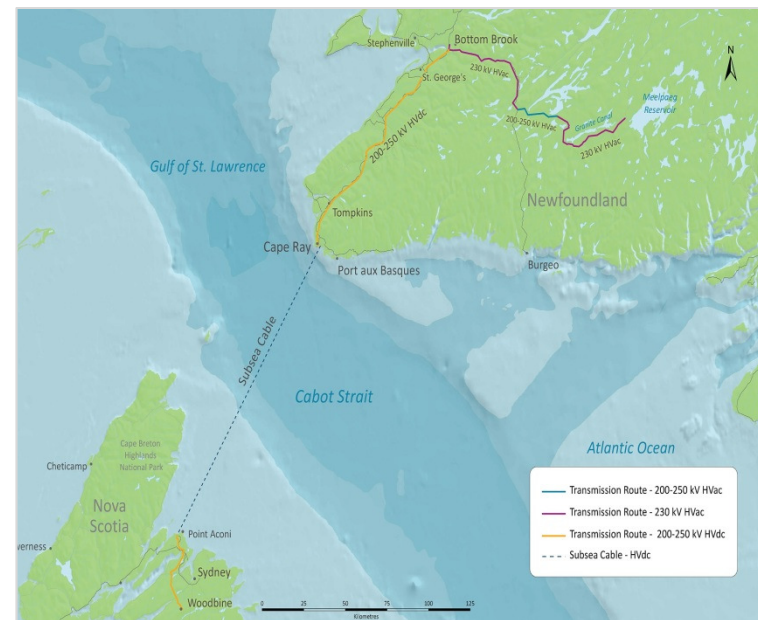 Bottom Brook
Stephenville
N
St. George's
230 kV HVac
Meelpaeg
Reservoir
200-250 kV HVac
Granite Canal
230 kV HVac
200-250 kV HVdc
Gulf of St. Lawrence
Newfoundland
Tompkins
Cape Ray
Port aux Basques
Burgeo
Subsea Cable
Cabot Strait
Cape Breton
Highlands
National Park
Cheticamp
Atlantic Ocean
Nova
Scotia
Point Aconi
verness
Sydney
Woodbine
Transmission Route - 200-250 kV HVac
Transmission Route - 230 kV HVac
Transmission Route - 200-250 kV HVdc
Subsea Cable - HVdc
0 25 50 75 100 125
Kilometres